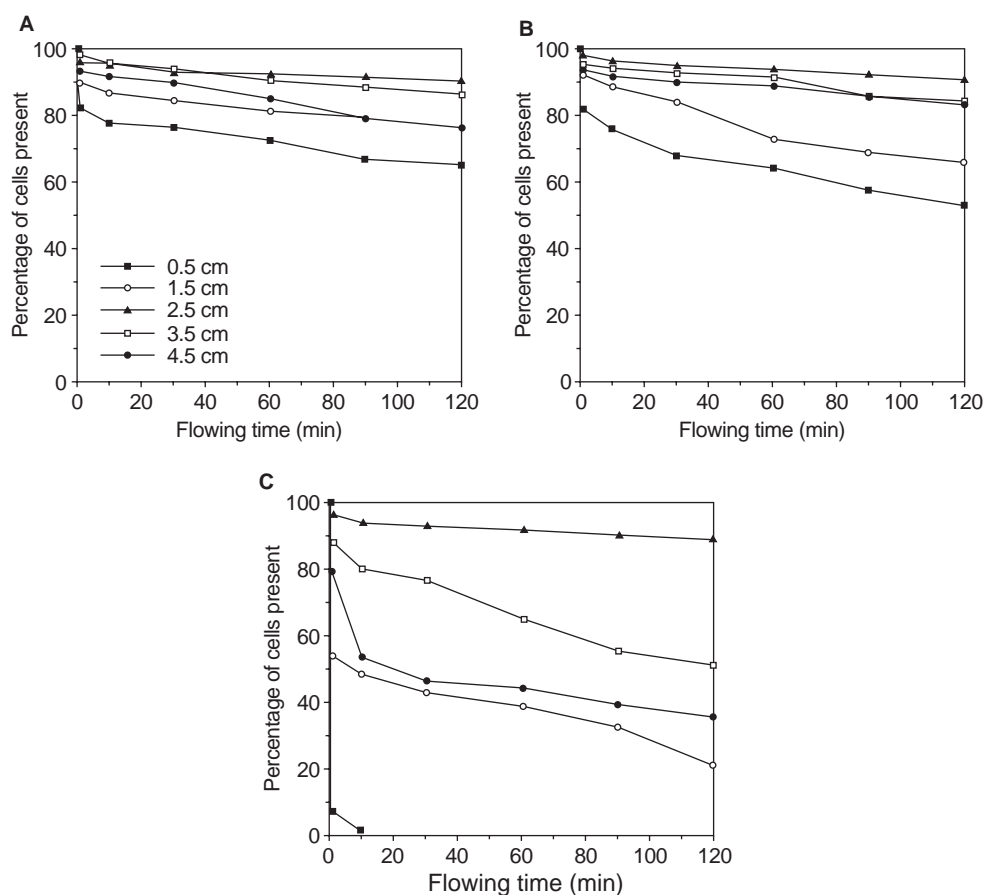 A
B
100
80
60
40
20
0
Percentage of cells present
0.5 cm
1.5 cm
2.5 cm
3.5 cm
4.5 cm
0 20 40 60 80 100 120
Flowing time (min)
100
80
60
40
20
0
Percentage of cells present
0 20 40 60 80 100 120
Flowing time (min)
C
100
80
60
40
20
0
Percentage of cells present
0 20 40 60 80 100 120
Flowing time (min)